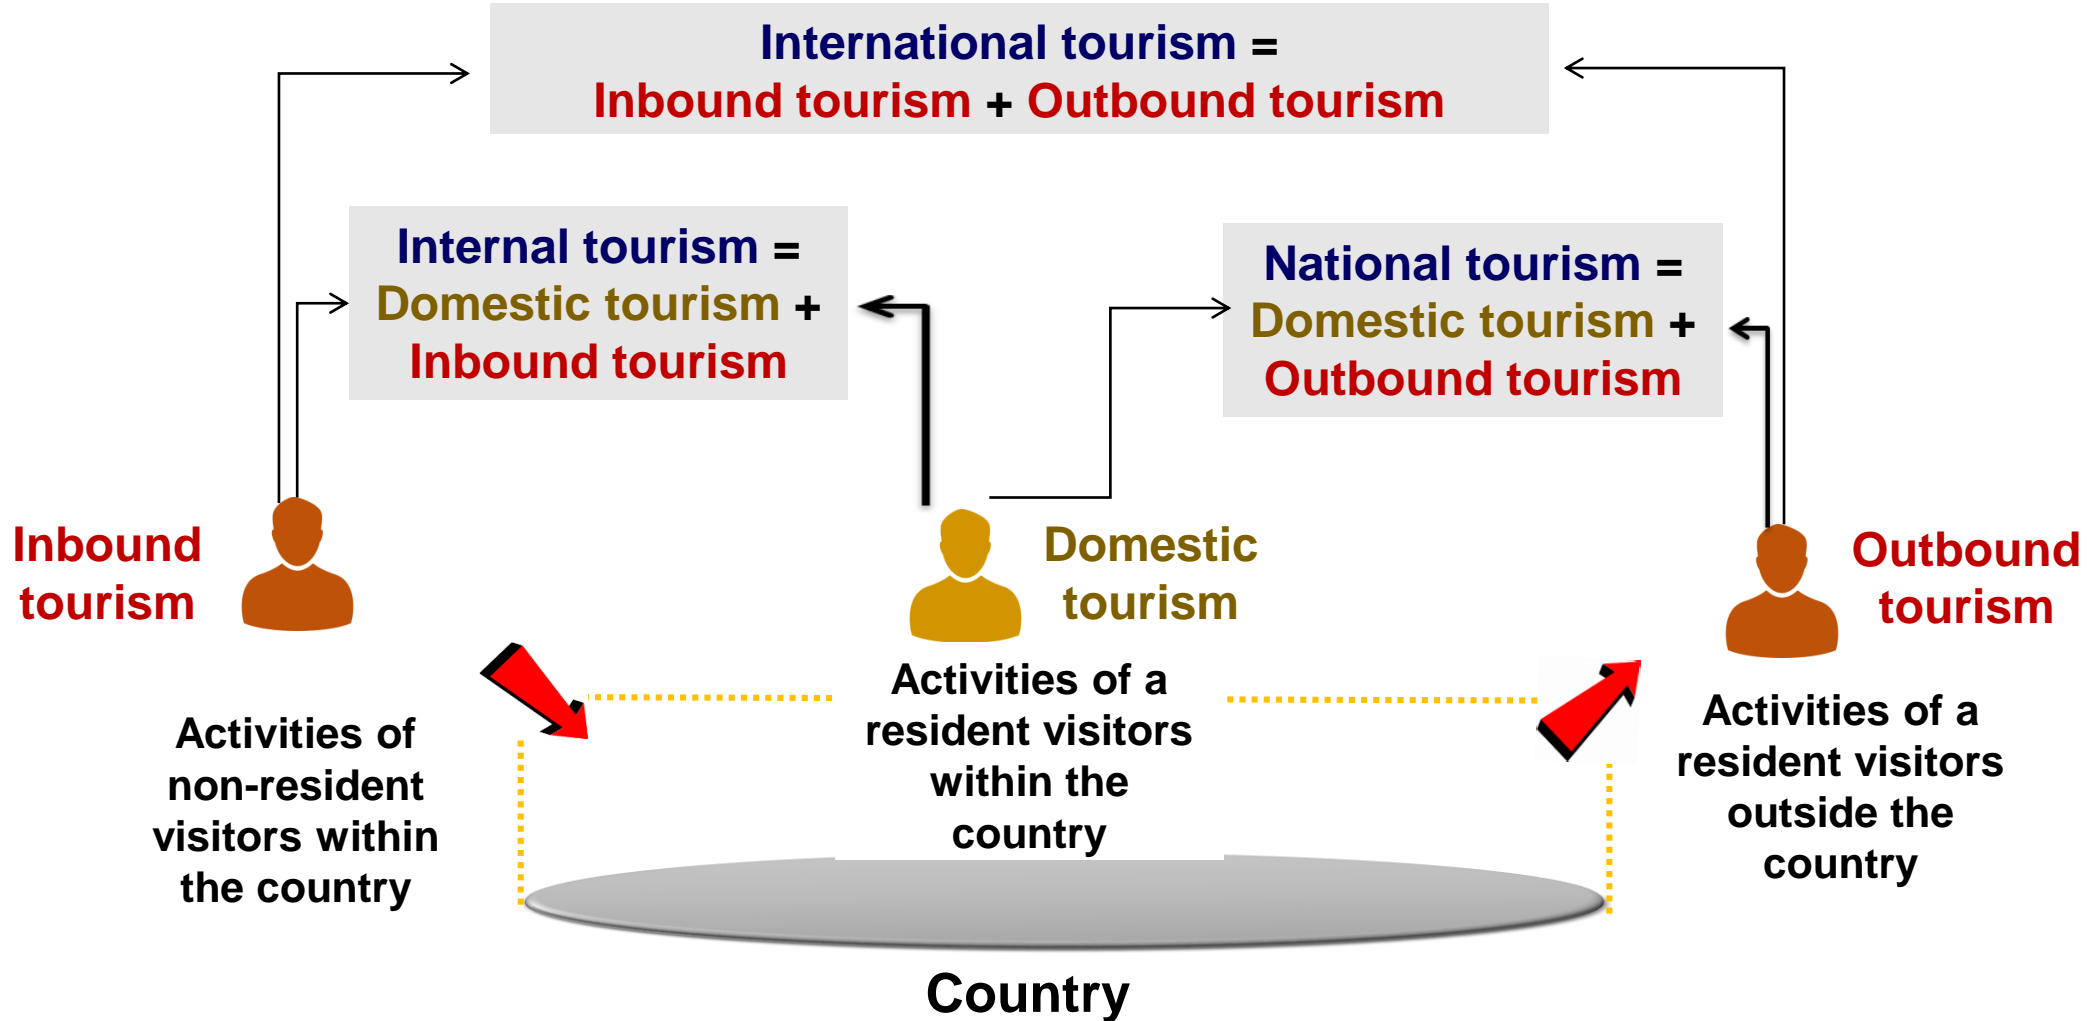 International tourism =
Inbound tourism + Outbound tourism
Internal tourism =
Domestic tourism +
Inbound tourism
National tourism =
Domestic tourism +
Outbound tourism
Inbound
tourism
Domestic
tourism
Outbound
tourism
Activities of
non-resident
visitors within
the country
Activities of a
resident visitors
within the
country
Activities of a
resident visitors
outside the
country
Country